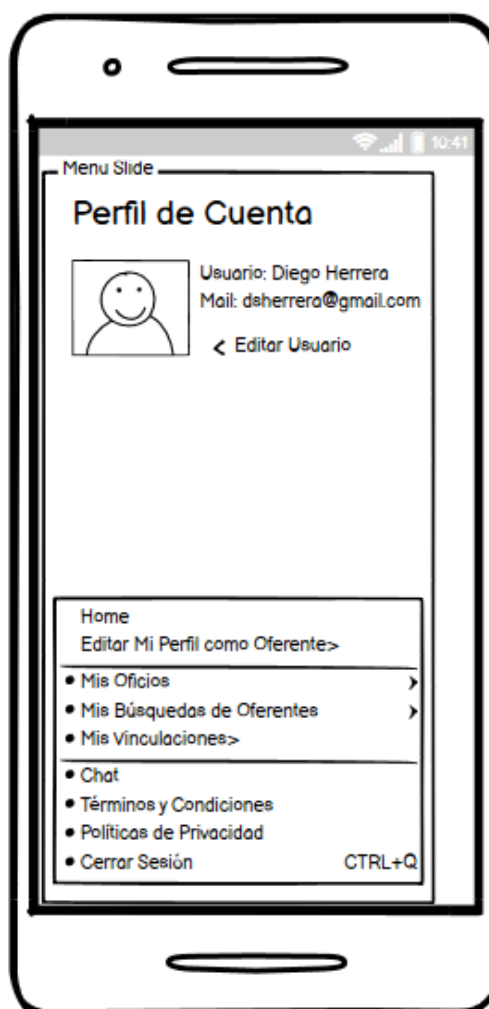 10:41
Menu Slide
Perfil de Cuenta
Usuario: Diego Herrera
Mail: dsherrera@gmail.com
< Editar Usuario
Home
Editar Mi Perfil como Oferente>
• Mis Oficios >
• Mis Búsquedas de Oferentes >
• Mis Vinculaciones>
• Chat
• Términos y Condiciones
• Políticas de Privacidad
• Cerrar Sesión CTRL+Q